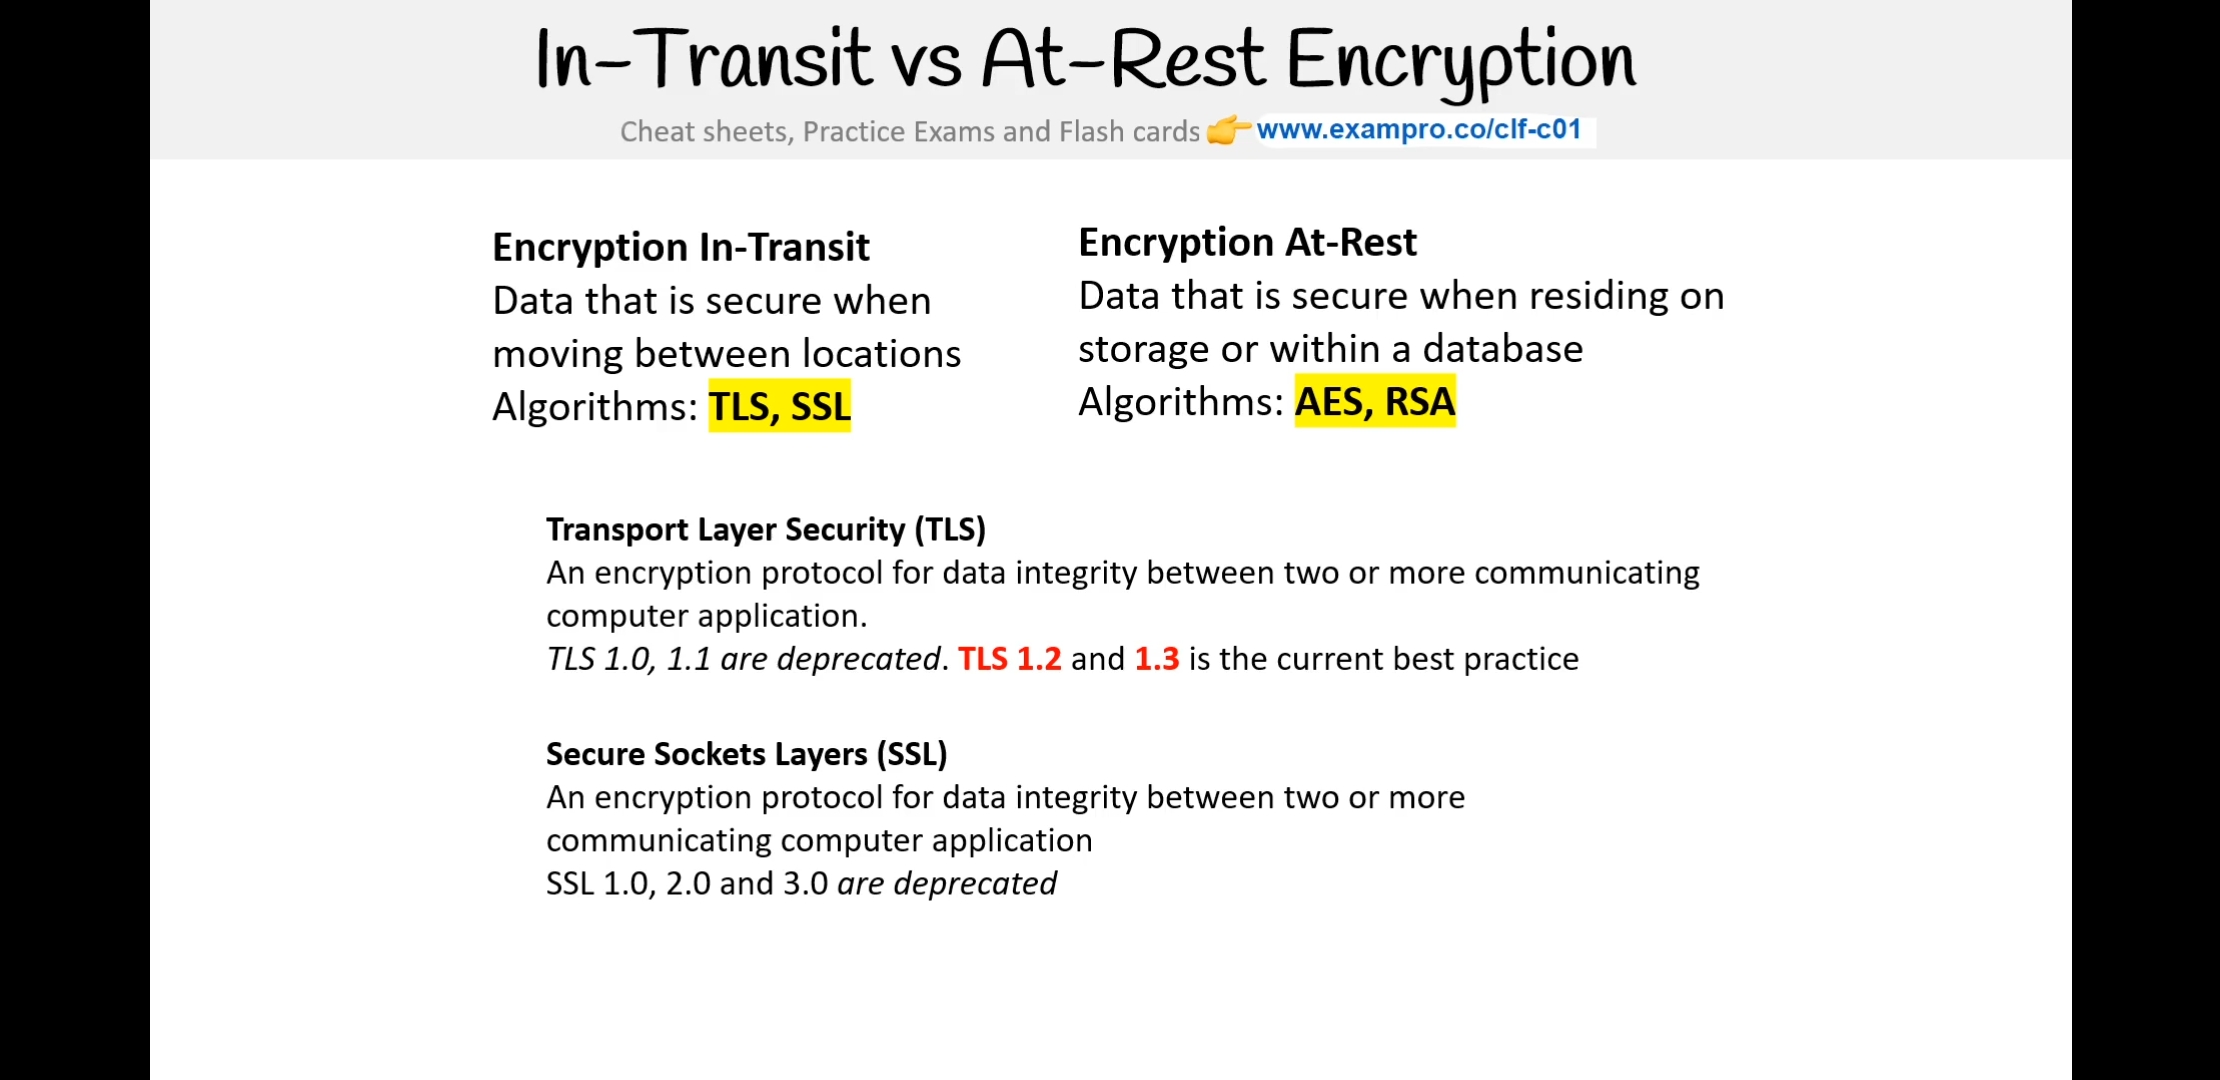 In-Transit vs At-Rest Encryption
Cheat sheets, Practice Exams and Flash cards 👉 www.exampro.co/clf-c01
Encryption In-Transit
Data that is secure when
moving between locations
Algorithms: TLS, SSL
Encryption At-Rest
Data that is secure when residing on
storage or within a database
Algorithms: AES, RSA
Transport Layer Security (TLS)
An encryption protocol for data integrity between two or more communicating
computer application.
TLS 1.0, 1.1 are deprecated. TLS 1.2 and 1.3 is the current best practice
Secure Sockets Layers (SSL)
An encryption protocol for data integrity between two or more
communicating computer application
SSL 1.0, 2.0 and 3.0 are deprecated